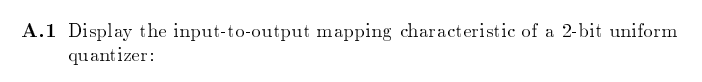 A.1 Display the input-to-output mapping characteristic of a 2-bit uniform
quantizer: